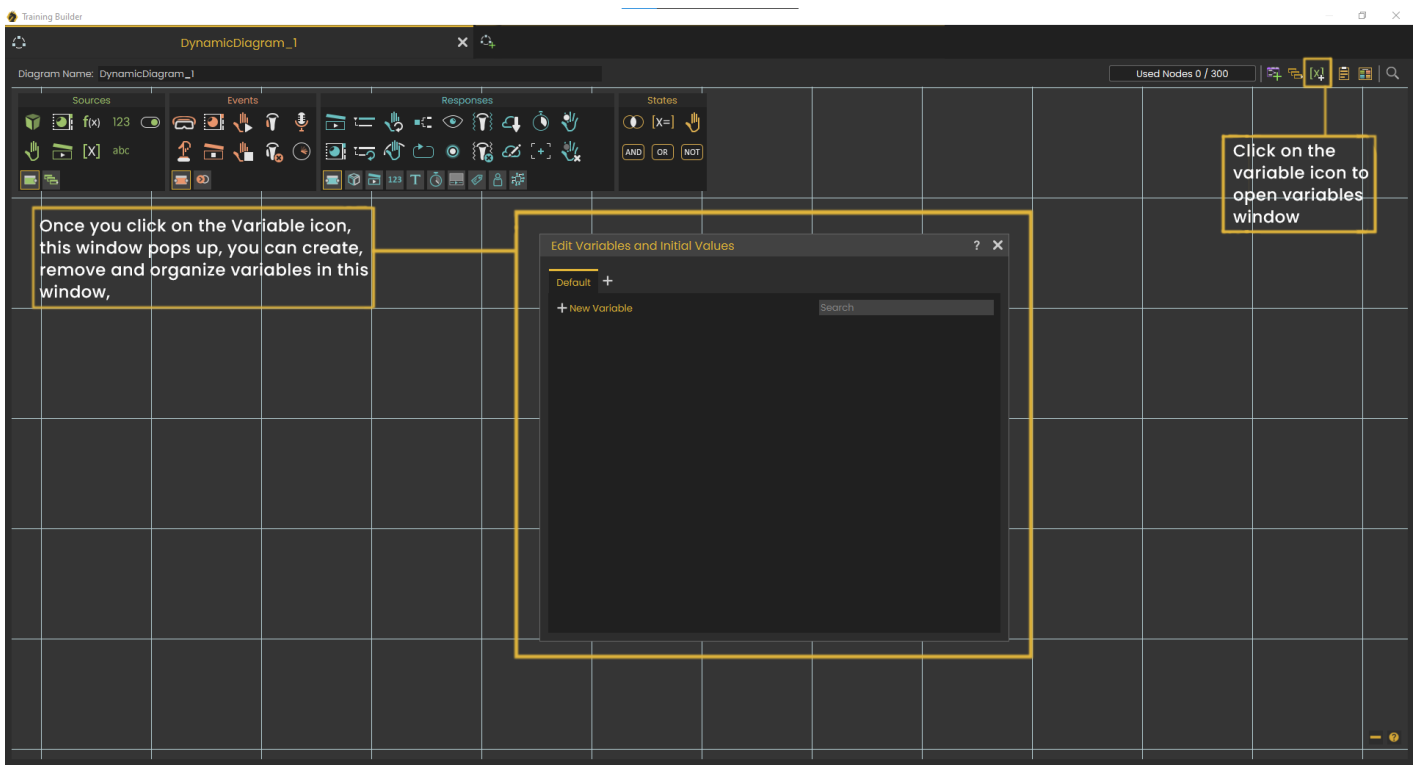 Training Builder
DynamicDiagram_1
Diagram Name: DynamicDiagram_1
Used Nodes 0 / 300
[X]
Sources
Events
Responses
States
f(x) 123
[X=]
[X] abc
[+]
AND OR NOT
123 T
Click on the
variable icon to
open variables
window
Once you click on the Variable icon,
this window pops up, you can create,
remove and organize variables in this
window,
Edit Variables and Initial Values
?
Default
New Variable
Search
?